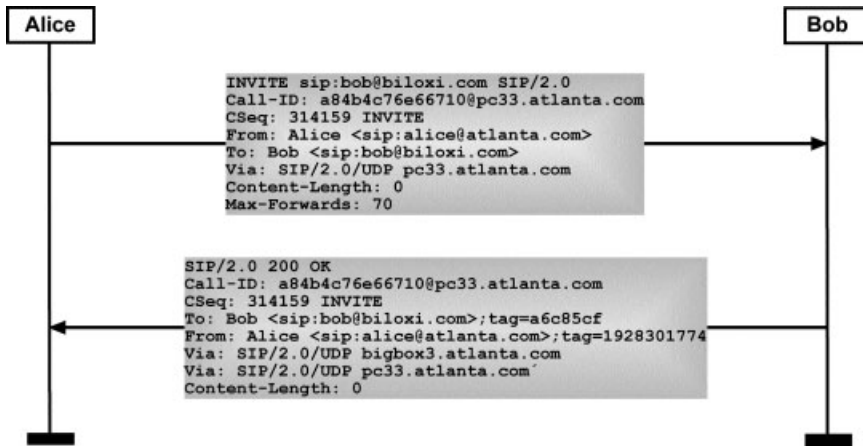 Alice
Bob
INVITE sip:bob@biloxi.com SIP/2.0
Call-ID: a84b4c76e66710@pc33.atlanta.com
CSeq: 314159 INVITE
From: Alice <sip:alice@atlanta.com>
To: Bob <sip:bob@biloxi.com>
Via: SIP/2.0/UDP pc33.atlanta.com
Content-Length: 0
Max-Forwards: 70
SIP/2.0 200 OK
Call-ID: a84b4c76e66710@pc33.atlanta.com
CSeq: 314159 INVITE
To: Bob <sip:bob@biloxi.com>;tag=a6c85cf
From: Alice <sip:alice@atlanta.com>;tag=1928301774
Via: SIP/2.0/UDP bigbox3.atlanta.com
Via: SIP/2.0/UDP pc33.atlanta.com´
Content-Length: 0